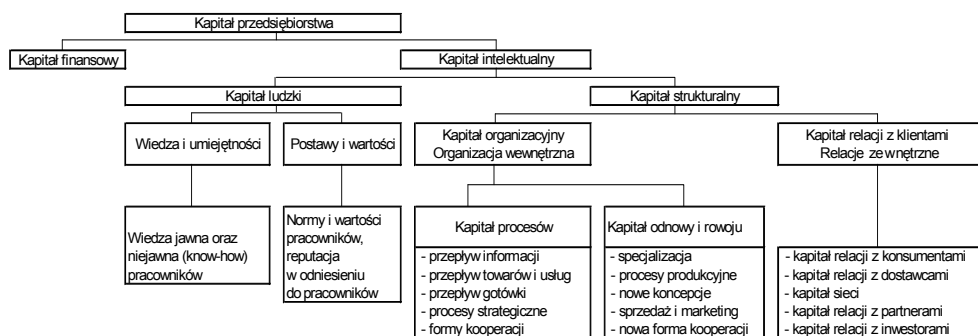 Kapitał przedsiębiorstwa
Kapitał finansowy
Kapitał intelektualny
Kapitał ludzki
Kapitał strukturalny
Wiedza i umiejętności
Postawy i wartości
Kapitał organizacyjny
Organizacja wewnętrzna
Kapitał relacji z klientami
Relacje zewnętrzne
Wiedza jawna oraz
niejawna (know-how)
pracowników
Normy i wartości
pracowników,
reputacja
w odniesieniu
do pracowników
Kapitał procesów
- przepływ informacji
- przepływ towarów i usług
- przepływ gotówki
- procesy strategiczne
- formy kooperacji
Kapitał odnowy i rowoju
- specjalizacja
- procesy produkcyjne
- nowe koncepcje
- sprzedaż i marketing
- nowa forma kooperacji
- kapitał relacji z konsumentami
- kapitał relacji z dostawcami
- kapitał sieci
- kapitał relacji z partnerami
- kapitał relacji z inwestorami